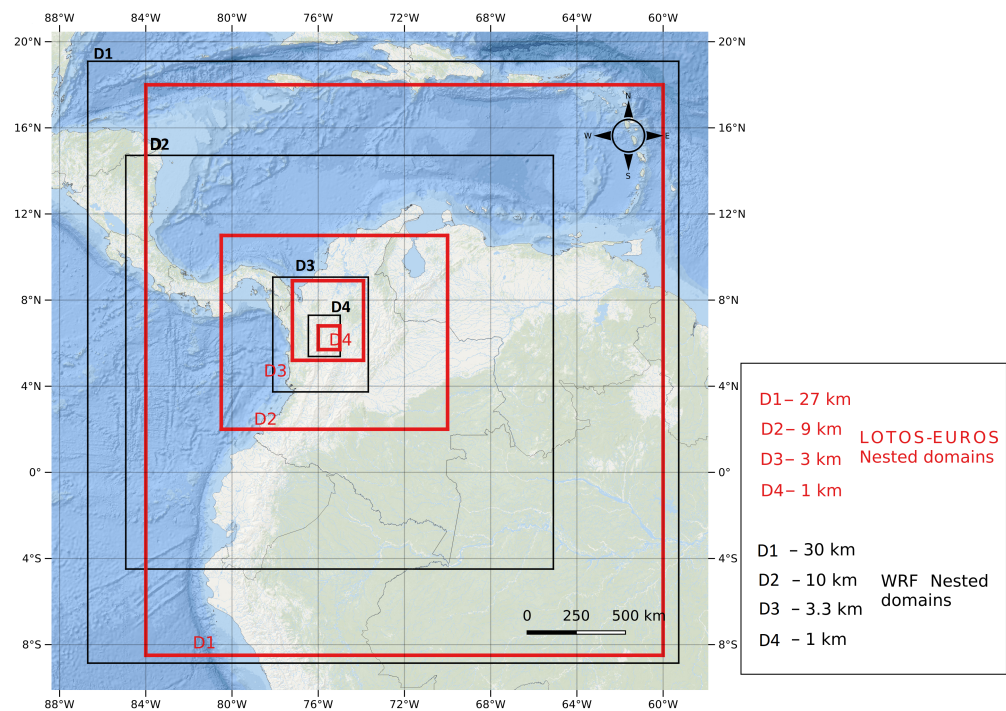 88°W 84°W 80°W 76°W 72°W 68°W 64°W 60°W
20°N 20°N
D1
N
16°N W E 16°N
D2
S
12°N 12°N
D3
8°N 8°N
D4
D4
D3
4°N 4°N
D2
D1– 27 km
D2– 9 km
LOTOS-EUROS
Nested domains
D3– 3 km
D4– 1 km
0° 0°
D1 – 30 km
D2 – 10 km
WRF Nested
domains
D3 – 3.3 km
D4 – 1 km
4°S 4°S
0 250 500 km
8°S D1 8°S
88°W 84°W 80°W 76°W 72°W 68°W 64°W 60°W